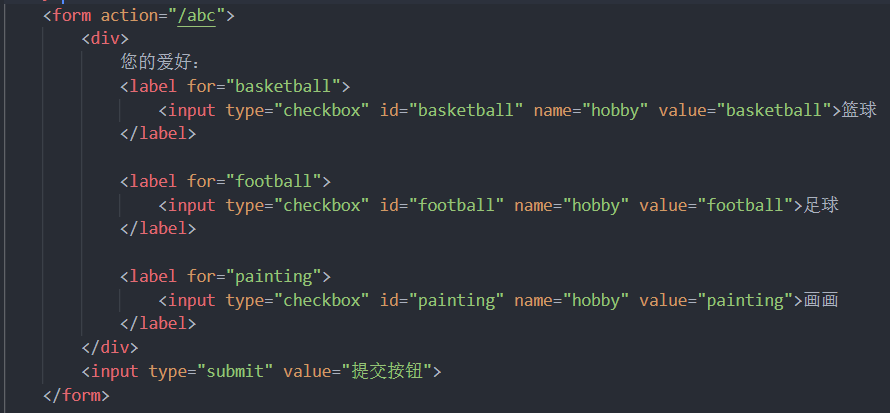 <form action="/abc">
<div>
您的爱好:
<label for="basketball">
<input type="checkbox" id="basketball" name="hobby" value="basketball">篮球
</label>
<label for="football">
<input type="checkbox" id="football" name="hobby" value="football">足球
</label>
<label for="painting">
<input type="checkbox" id="painting" name="hobby" value="painting">画画
</label>
</div>
<input type="submit" value="提交按钮">
</form>